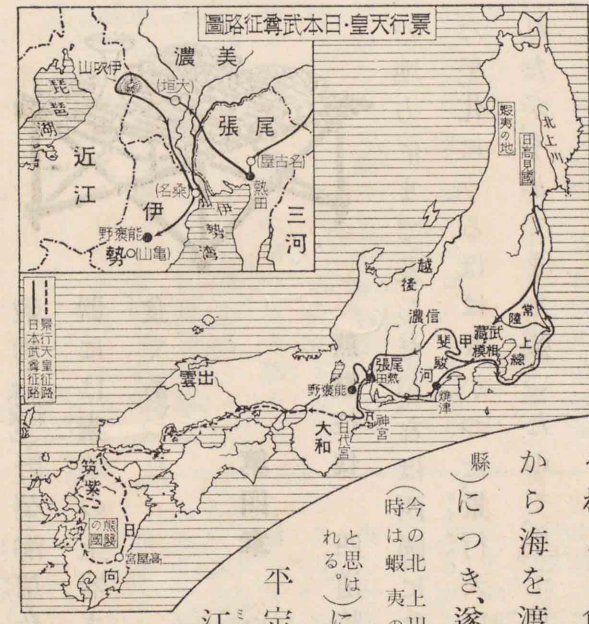 景行天皇・日本武尊征路圖
美濃
(大垣)
伊吹山
琵琶湖
近江
尾張
(名古屋)
熱田
三河
(桑名)
伊勢灣
伊勢
能褒野
(亀山)
景行天皇征路
日本武尊征路
北上川
蝦夷の地
日高見國
越後
信濃
常陸
武藏
相模
上總
甲斐
駿河
燒津
尾張
熱田
能褒野
神宮
日代宮
大和
出雲
筑紫
熊襲の國
日向
高屋宮
から海を渡
縣)につき、遂
(今の北上川
時は蝦夷の
と思は
れる。)に
平定
江